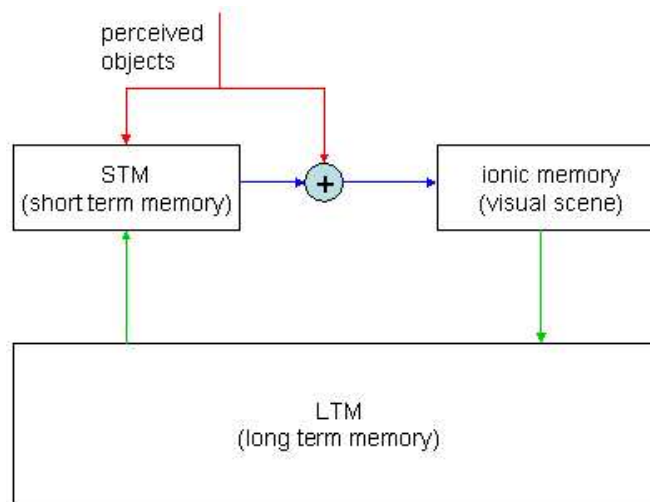 perceived
objects
STM
(short term memory)
+
ionic memory
(visual scene)
LTM
(long term memory)